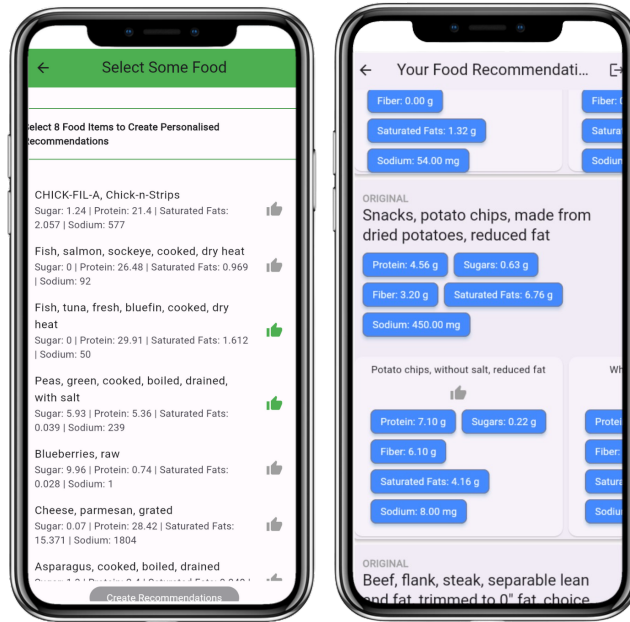 Select Some Food
elect 8 Food Items to Create Personalised
ecommendations
CHICK-FIL-A, Chick-n-Strips
Sugar: 1.24 | Protein: 21.4 | Saturated Fats:
2.057 | Sodium: 577
Fish, salmon, sockeye, cooked, dry heat
Sugar: 0 | Protein: 26.48 | Saturated Fats: 0.969
| Sodium: 92
Fish, tuna, fresh, bluefin, cooked, dry
heat
Sugar: 0 | Protein: 29.91 | Saturated Fats: 1.612
| Sodium: 50
Peas, green, cooked, boiled, drained,
with salt
Sugar: 5.93 | Protein: 5.36 | Saturated Fats:
0.039 | Sodium: 239
Blueberries, raw
Sugar: 9.96 | Protein: 0.74 | Saturated Fats:
0.028 | Sodium: 1
Cheese, parmesan, grated
Sugar: 0.07 | Protein: 28.42 | Saturated Fats:
15.371 | Sodium: 1804
Asparagus, cooked, boiled, drained
Create Recommendations
Your Food Recommendati...
Fiber: 0.00 g
Fiber:
Saturated Fats: 1.32 g
Satura
Sodium: 54.00 mg
Sodiun
ORIGINAL
Snacks, potato chips, made from
dried potatoes, reduced fat
Protein: 4.56 g
Sugars: 0.63 g
Fiber: 3.20 g
Saturated Fats: 6.76 g
Sodium: 450.00 mg
Potato chips, without salt, reduced fat
Wh
Protein: 7.10 g
Sugars: 0.22 g
Protei
Fiber: 6.10 g
Fiber:
Saturated Fats: 4.16 g
Satura
Sodium: 8.00 mg
Sodiu
ORIGINAL
Beef, flank, steak, separable lean
and fat, trimmed to 0" fat, choice